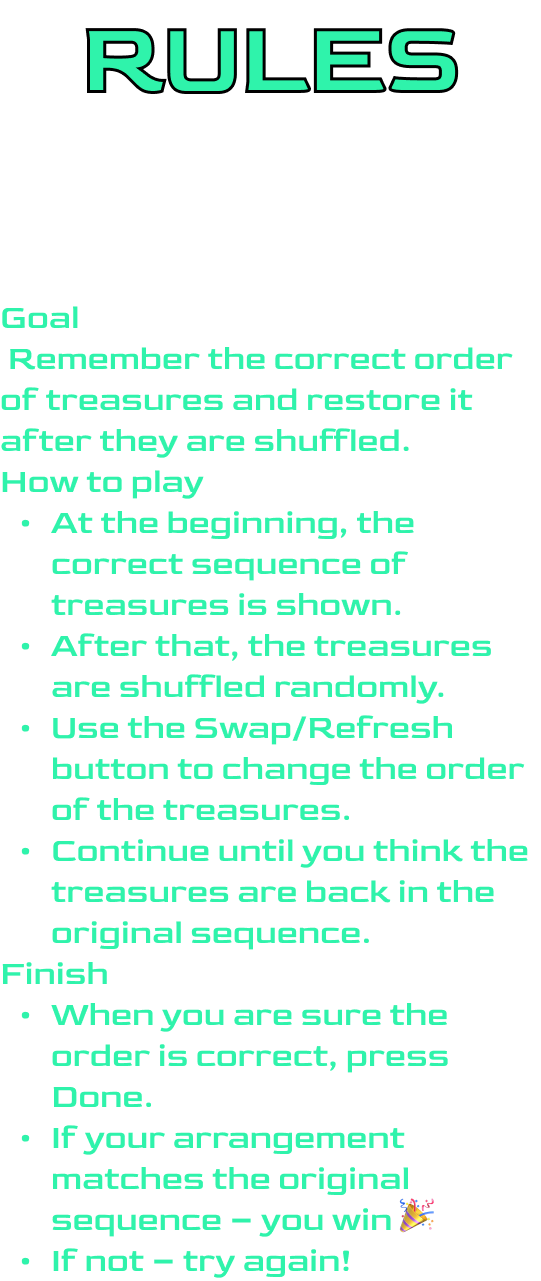 RULES
Goal
Remember the correct order
of treasures and restore it
after they are shuffled.
How to play
• At the beginning, the
correct sequence of
treasures is shown.
• After that, the treasures
are shuffled randomly.
• Use the Swap/Refresh
button to change the order
of the treasures.
• Continue until you think the
treasures are back in the
original sequence.
Finish
• When you are sure the
order is correct, press
Done.
• If your arrangement
matches the original
sequence – you win 🎉
• If not – try again!